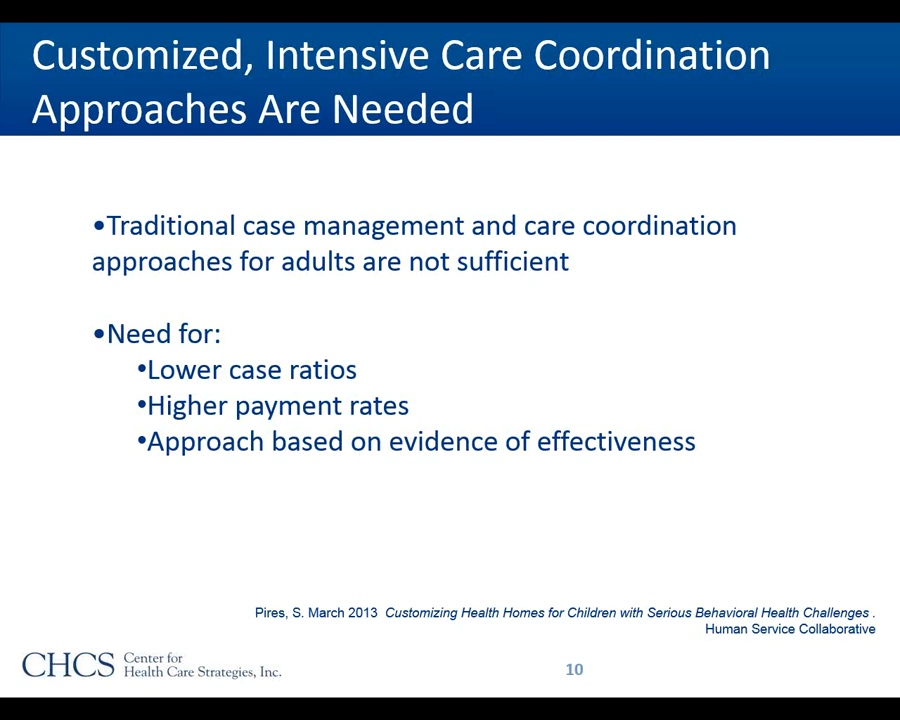 Customized, Intensive Care Coordination
Approaches Are Needed
•Traditional case management and care coordination
approaches for adults are not sufficient
•Need for:
•Lower case ratios
•Higher payment rates
•Approach based on evidence of effectiveness
Pires, S. March 2013  Customizing Health Homes for Children with Serious Behavioral Health Challenges .
Human Service Collaborative
CHCS Center for
Health Care Strategies, Inc.
10